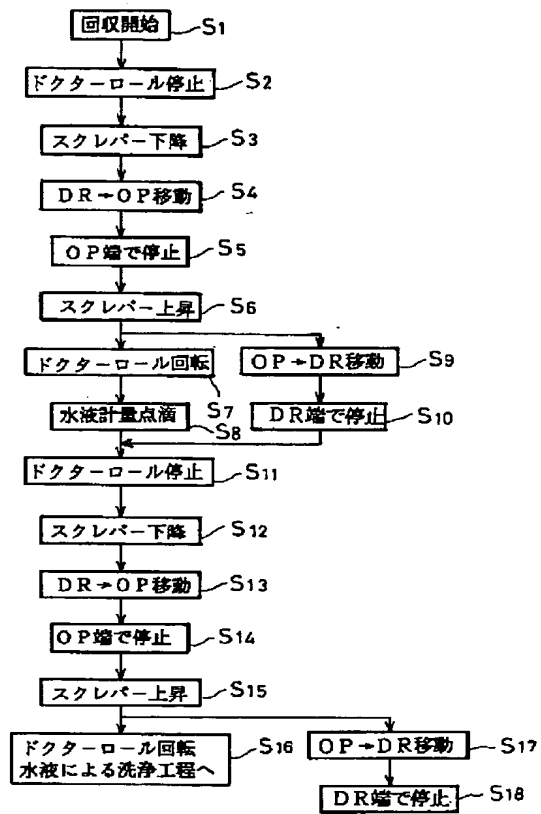 回収開始 S1
ドクターロール停止 S2
スクレパー下降 S3
DR→OP移動 S4
OP端で停止 S5
スクレパー上昇 S6
ドクターロール回転 S7
OP→DR移動 S9
水液計量点滴 S8
DR端で停止 S10
ドクターロール停止 S11
スクレパー下降 S12
DR→OP移動 S13
OP端で停止 S14
スクレパー上昇 S15
ドクターロール回転
水液による洗浄工程へ S16
OP→DR移動 S17
DR端で停止 S18